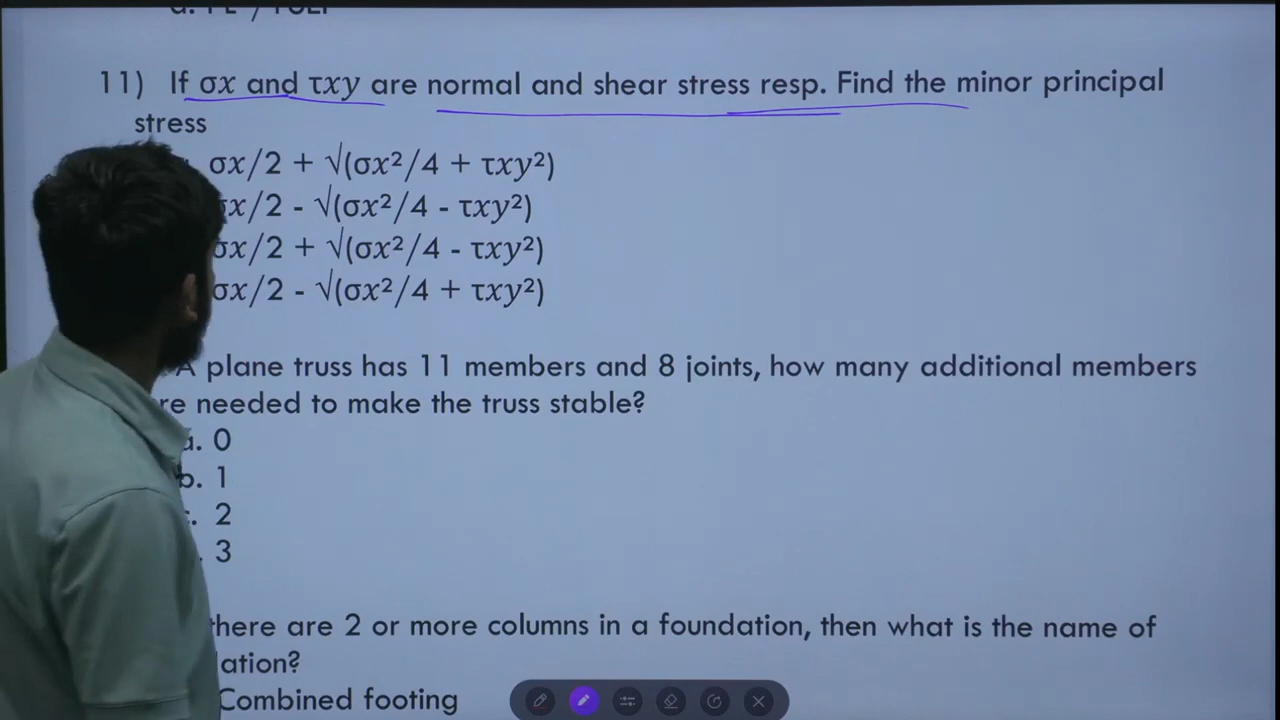 11) If σx and τxy are normal and shear stress resp. Find the minor principal
stress
σx/2 + √(σx²/4 + τxy²)
σx/2 - √(σx²/4 - τxy²)
σx/2 + √(σx²/4 - τxy²)
σx/2 - √(σx²/4 + τxy²)
A plane truss has 11 members and 8 joints, how many additional members
needed to make the truss stable?
a. 0
b. 1
2
3
there are 2 or more columns in a foundation, then what is the name of
Combined footing